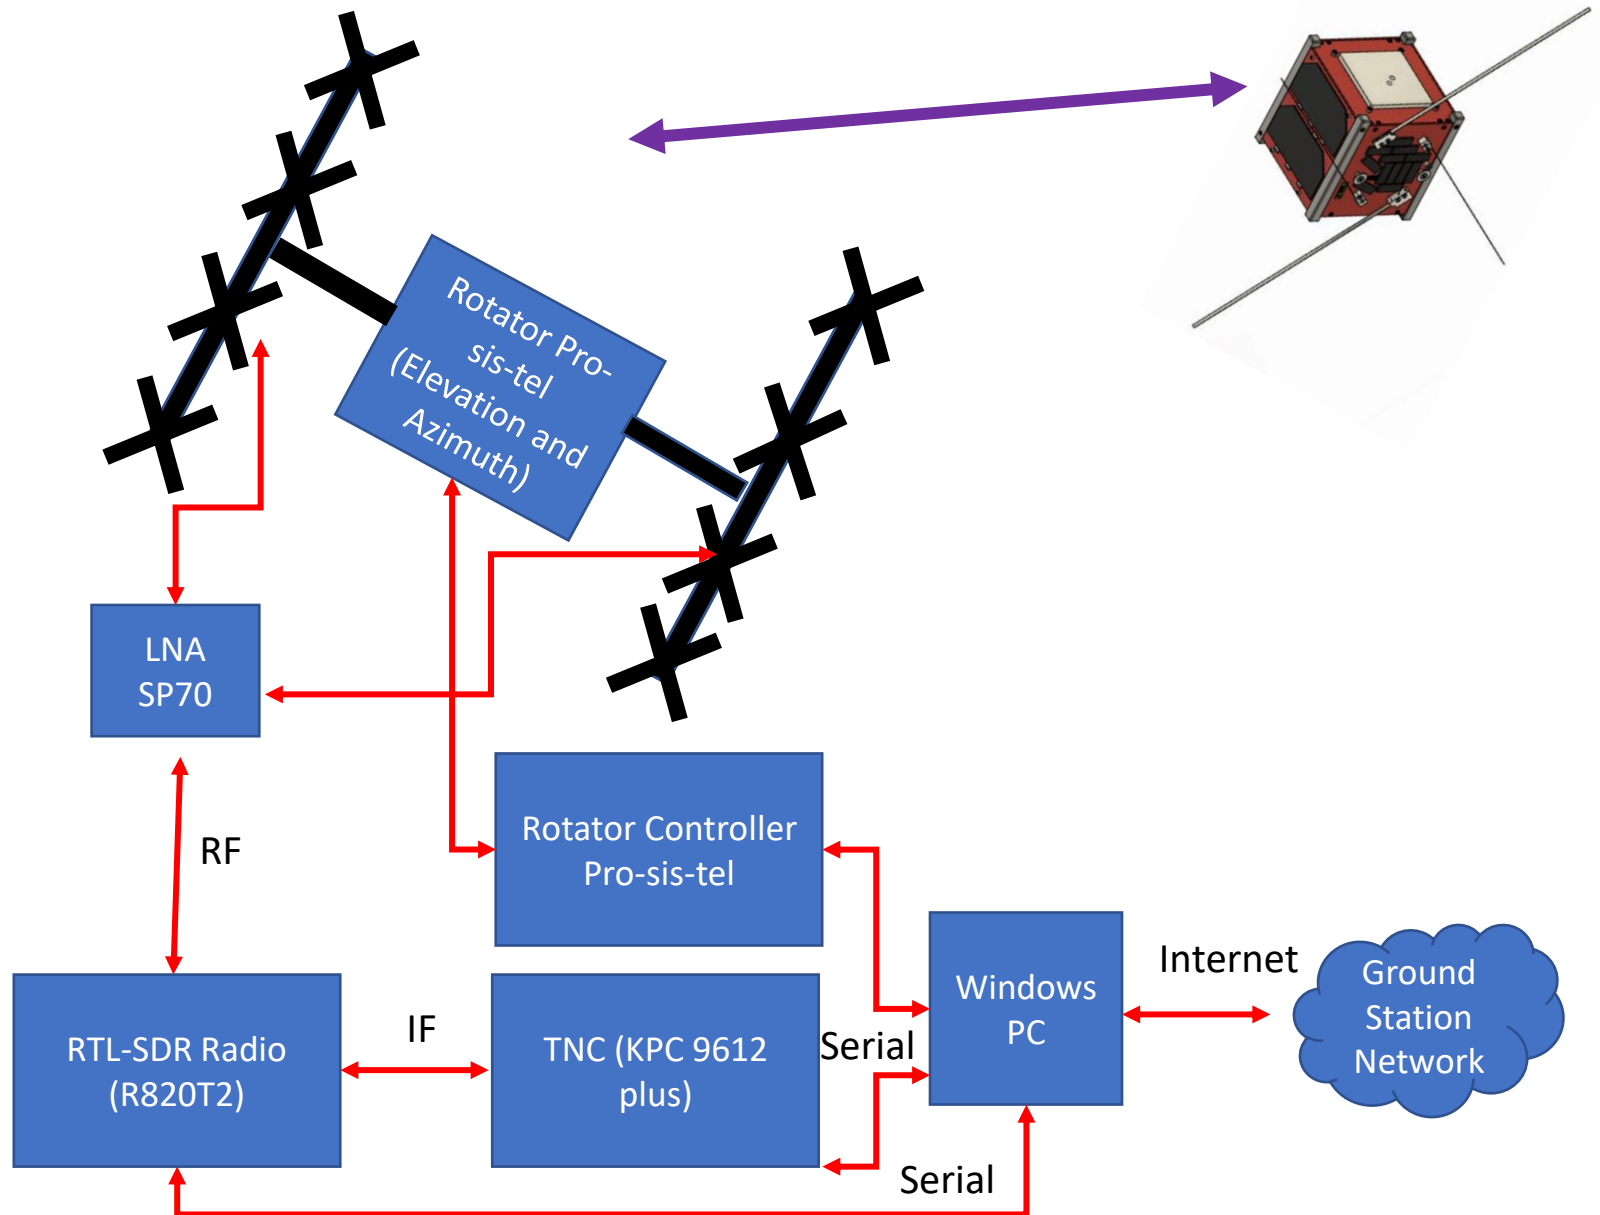 Rotator Pro-
sis-tel
(Elevation and
Azimuth)
LNA
SP70
RF
Rotator Controller
Pro-sis-tel
RTL-SDR Radio
(R820T2)
IF
TNC (KPC 9612
plus)
Serial
Serial
Windows
PC
Internet
Ground
Station
Network